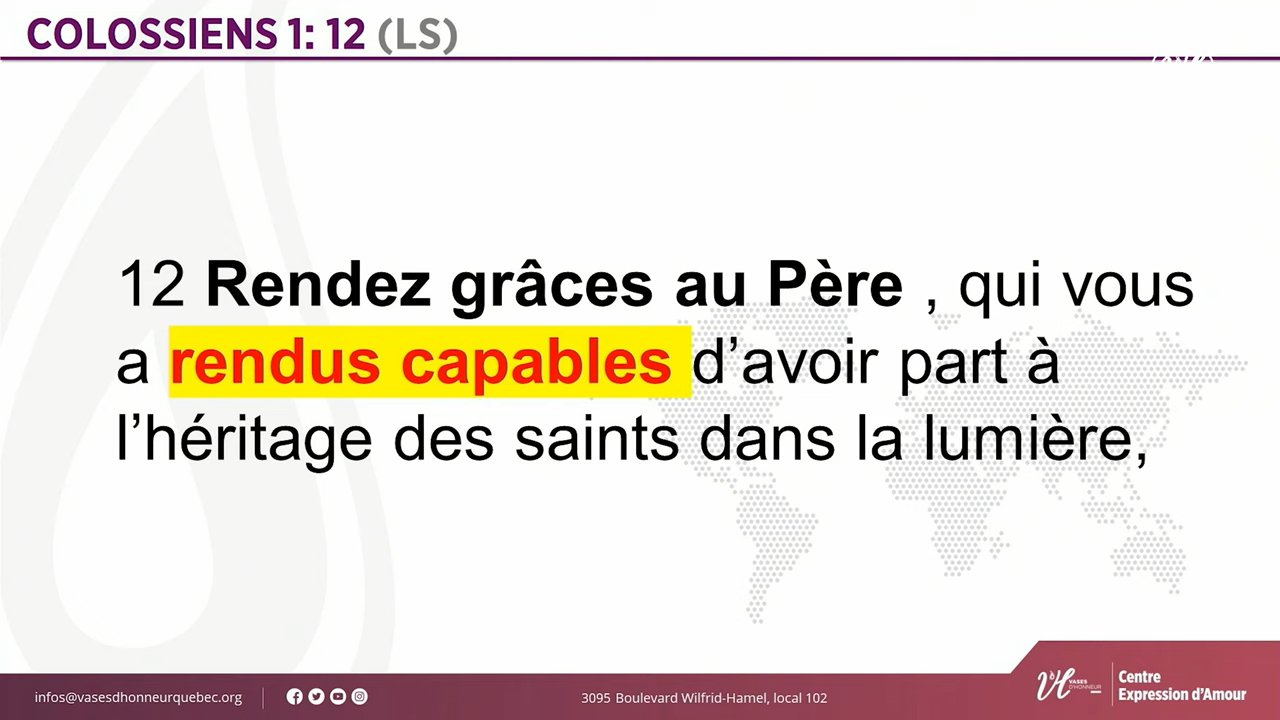 COLOSSIENS 1: 12 (LS)
12 Rendez grâces au Père , qui vous
a rendus capables d’avoir part à
l’héritage des saints dans la lumière,
infos@vasesdhonneurquebec.org
3095 Boulevard Wilfrid-Hamel, local 102
VASES
D'HONNEUR
Centre
Expression d’Amour